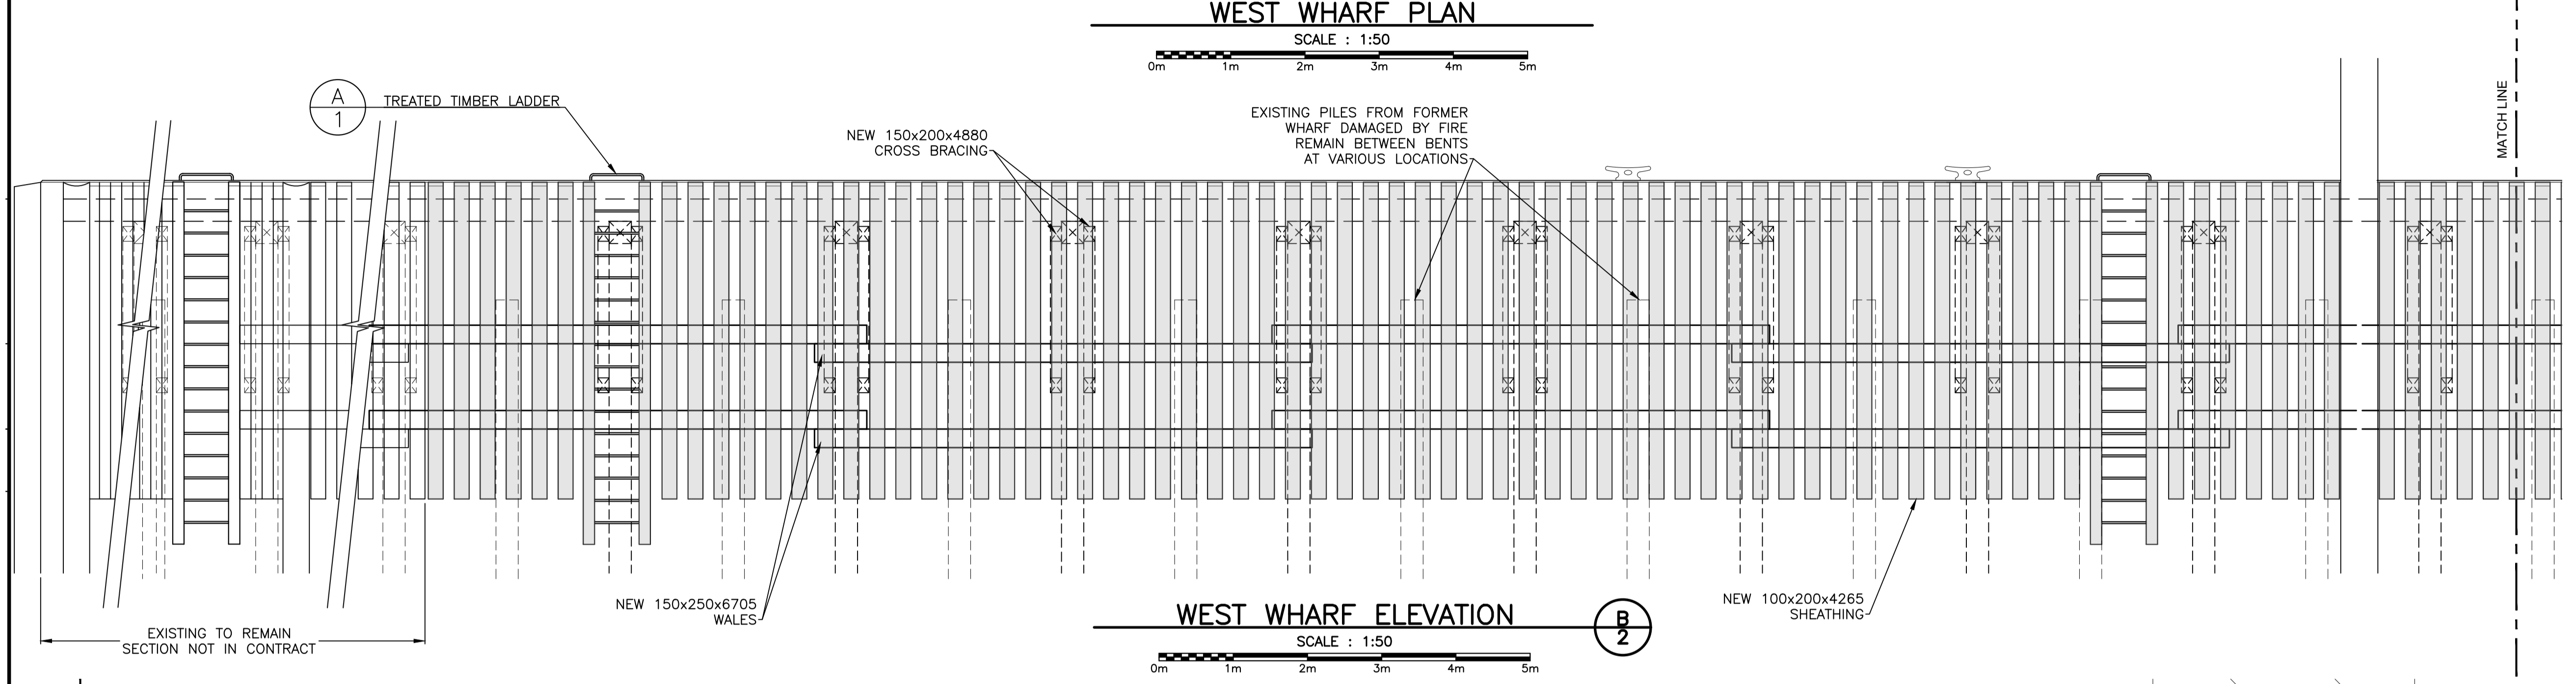 WEST WHARF PLAN
SCALE : 1:50
0m 1m 2m 3m 4m 5m
A
1
TREATED TIMBER LADDER
NEW 150x200x4880
CROSS BRACING
EXISTING PILES FROM FORMER
WHARF DAMAGED BY FIRE
REMAIN BETWEEN BENTS
AT VARIOUS LOCATIONS
MATCH LINE
NEW 150x250x6705
WALES
NEW 100x200x4265
SHEATHING
EXISTING TO REMAIN
SECTION NOT IN CONTRACT
WEST WHARF ELEVATION
B
2
SCALE : 1:50
0m 1m 2m 3m 4m 5m